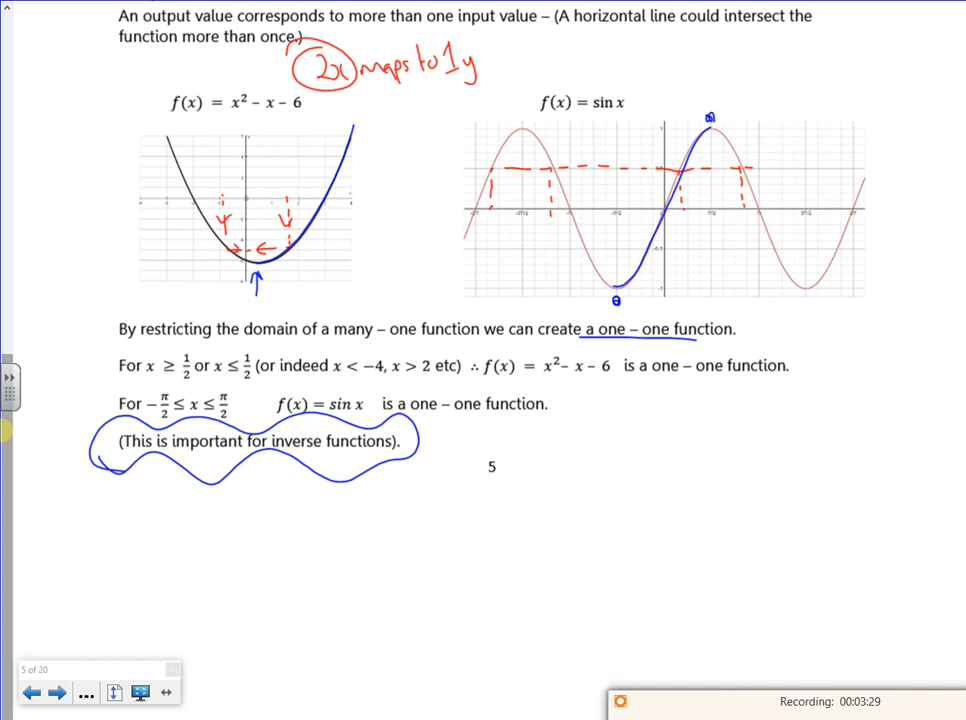 An output value corresponds to more than one input value – (A horizontal line could intersect the
function more than once.)
2x maps to 1y
f(x) = x² – x – 6
f(x) = sin x
By restricting the domain of a many – one function we can create a one – one function.
For x ≥ 1/2 or x ≤ 1/2 (or indeed x < −4, x > 2 etc) ∴ f(x) = x² – x – 6 is a one – one function.
For −π/2 ≤ x ≤ π/2 f(x) = sin x is a one – one function.
(This is important for inverse functions).
5
5 of 20
Recording: 00:03:29